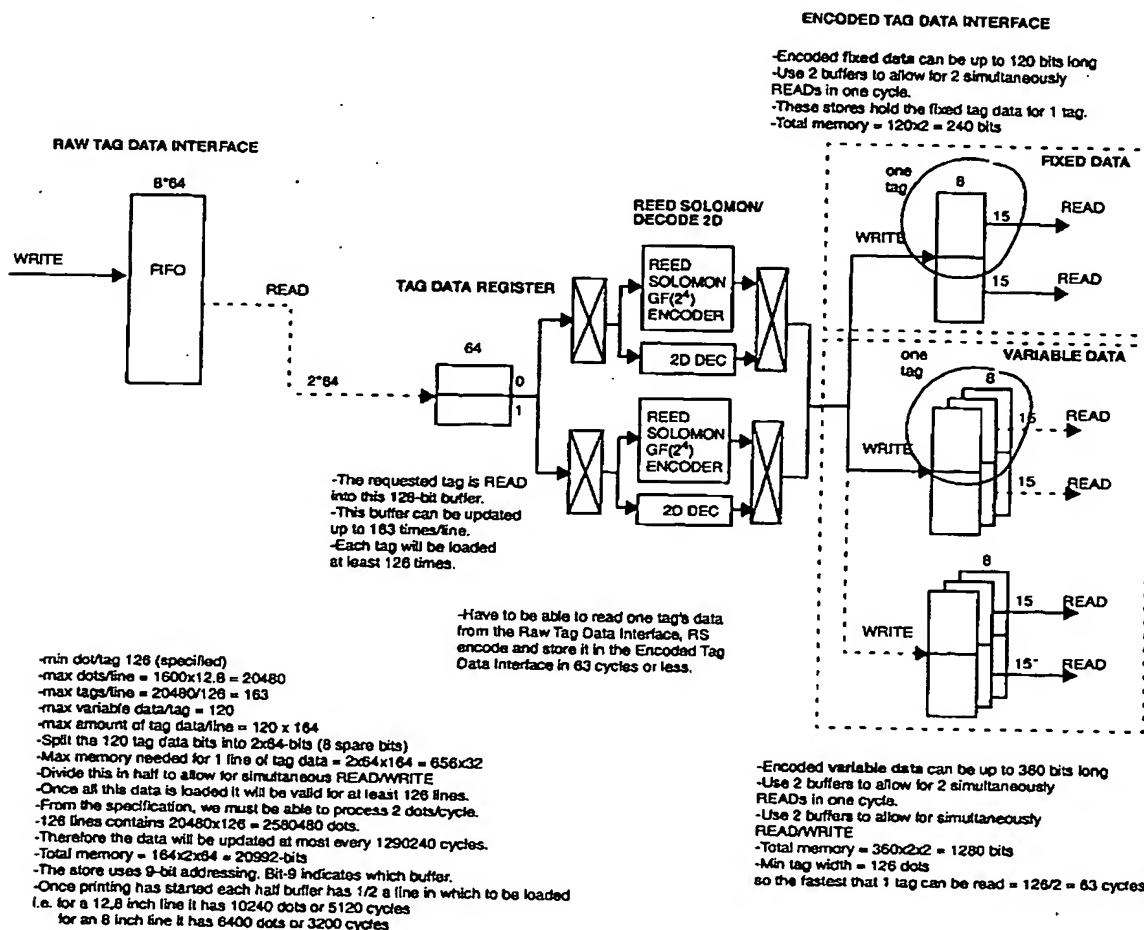 ENCODED TAG DATA INTERFACE
-Encoded fixed data can be up to 120 bits long
-Use 2 buffers to allow for 2 simultaneously
READs in one cycle.
-These stores hold the fixed tag data for 1 tag.
-Total memory = 120x2 = 240 bits
RAW TAG DATA INTERFACE
8*64
WRITE
FIFO
READ
2*64
TAG DATA REGISTER
64
0
1
-The requested tag is READ
into this 128-bit buffer.
-This buffer can be updated
up to 163 times/line.
-Each tag will be loaded
at least 126 times.
REED SOLOMON/
DECODE 2D
REED
SOLOMON
GF(2⁴)
ENCODER
2D DEC
REED
SOLOMON
GF(2⁴)
ENCODER
2D DEC
-Have to be able to read one tag's data
from the Raw Tag Data Interface, RS
encode and store it in the Encoded Tag
Data Interface in 63 cycles or less.
FIXED DATA
one
tag
8
15
READ
WRITE
15
READ
VARIABLE DATA
one
tag
8
15
READ
WRITE
15
READ
8
15
READ
WRITE
15
READ
-min dot/tag 126 (specified)
-max dots/line = 1600x12.8 = 20480
-max tags/line = 20480/126 = 163
-max variable data/tag = 120
-max amount of tag data/line = 120 x 164
-Split the 120 tag data bits into 2x64-bits (8 spare bits)
-Max memory needed for 1 line of tag data = 2x64x164 = 656x32
-Divide this in half to allow for simultaneous READ/WRITE
-Once all this data is loaded it will be valid for at least 126 lines.
-From the specification, we must be able to process 2 dots/cycle.
-126 lines contains 20480x126 = 2580480 dots.
-Therefore the data will be updated at most every 1290240 cycles.
-Total memory = 164x2x64 = 20992-bits
-The store uses 9-bit addressing. Bit-9 indicates which buffer.
-Once printing has started each half buffer has 1/2 a line in which to be loaded
i.e. for a 12,8 inch line it has 10240 dots or 5120 cycles
for an 8 inch line it has 6400 dots or 3200 cycles
-Encoded variable data can be up to 360 bits long
-Use 2 buffers to allow for 2 simultaneously
READs in one cycle.
-Use 2 buffers to allow for simultaneously
READ/WRITE
-Total memory = 360x2x2 = 1280 bits
-Min tag width = 126 dots
so the fastest that 1 tag can be read = 126/2 = 63 cycles